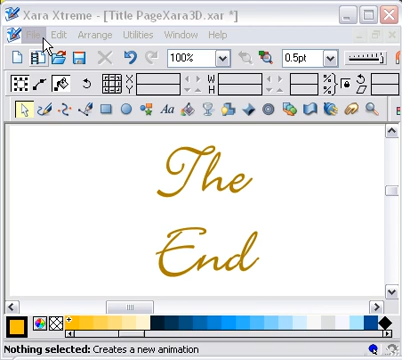 Xara Xtreme - [Title PageXara3D.xar *]
File Edit Arrange Utilities Window Help
100% 0.5pt
X Y W H
Aa
The
End
Nothing selected: Creates a new animation